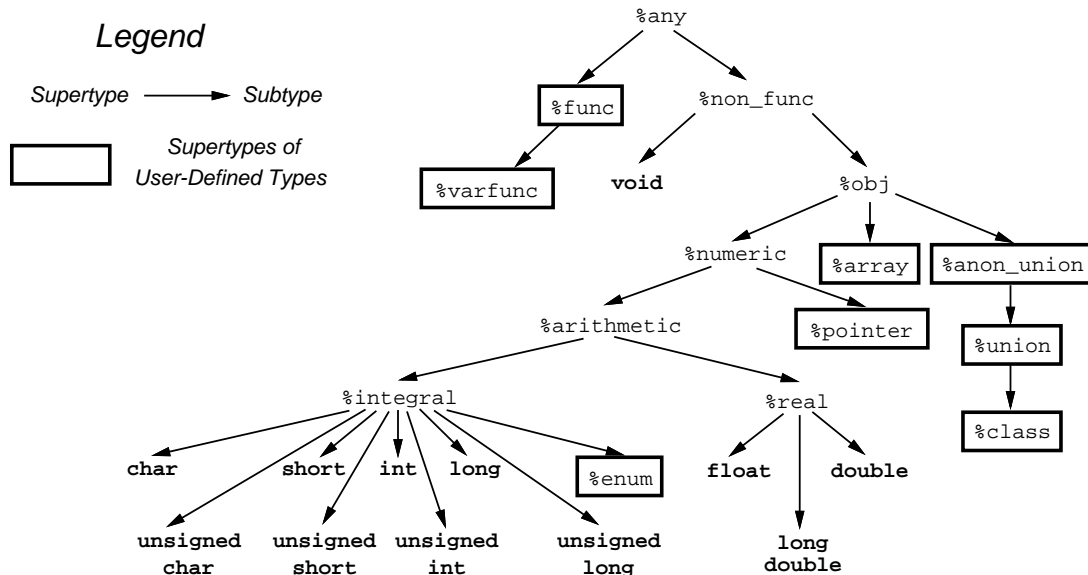 %any
Legend
Supertype Subtype
%func %non_func
Supertypes of
User-Defined Types
%varfunc void %obj
%numeric %array %anon_union
%arithmetic %pointer %union
%integral %real
%class
char short int long %enum float double
unsigned unsigned unsigned unsigned long
char short int long double